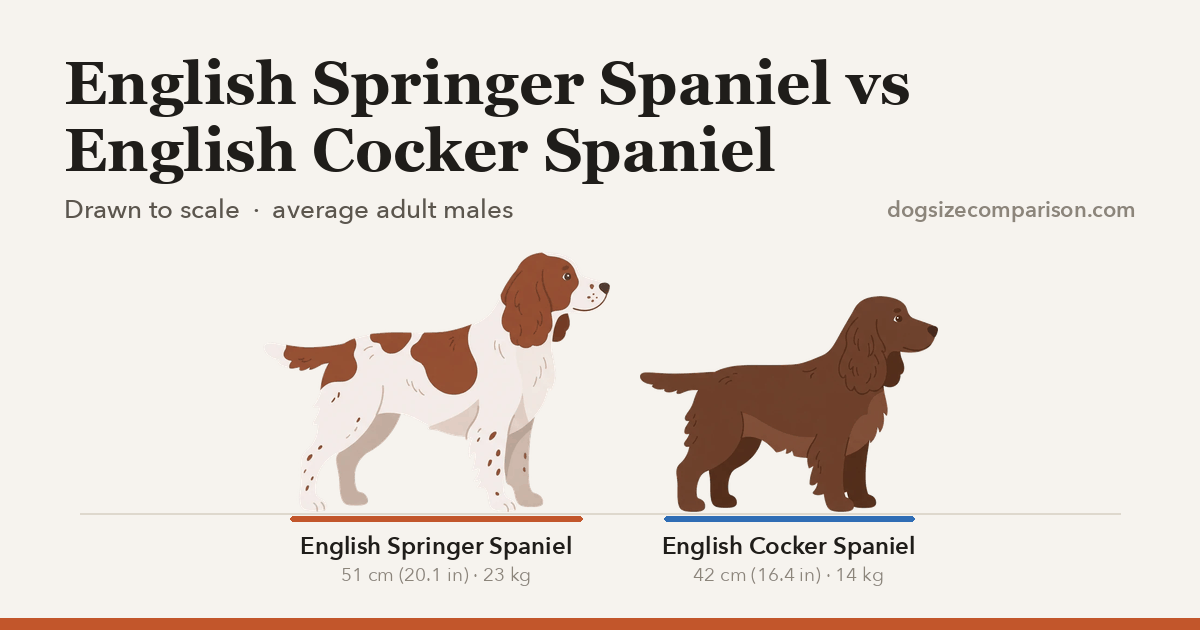 English Springer Spaniel vs
English Cocker Spaniel
Drawn to scale · average adult males
dogsizecomparison.com
English Springer Spaniel
51 cm (20.1 in) · 23 kg
English Cocker Spaniel
42 cm (16.4 in) · 14 kg